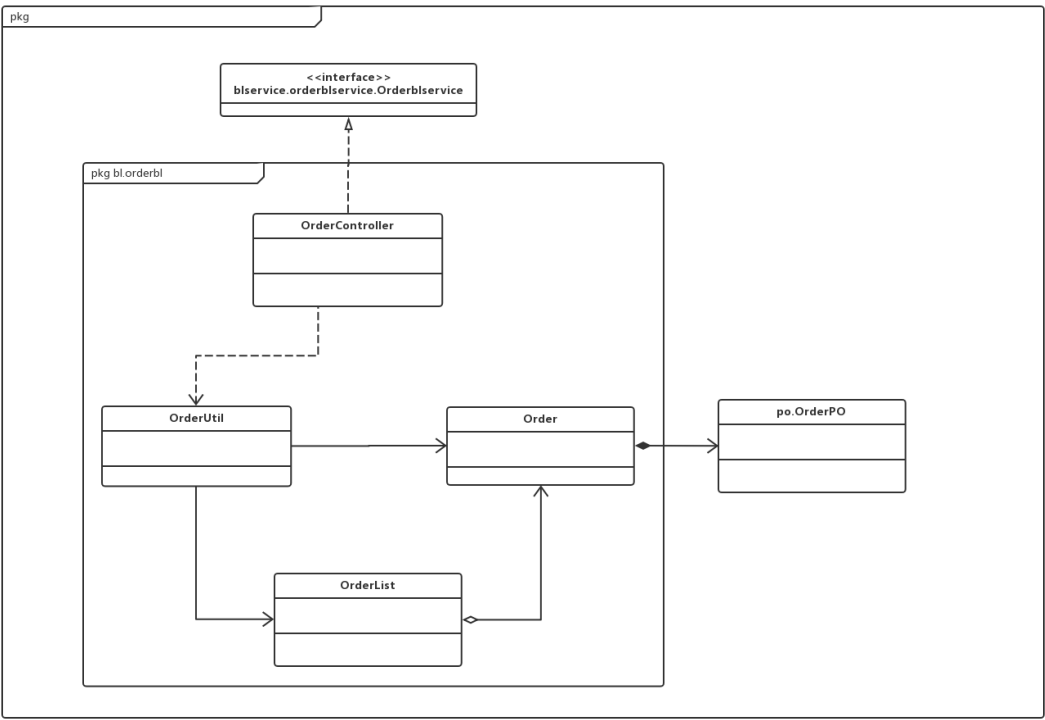 pkg
<<interface>>
blservice.orderblservice.Orderblservice
pkg bl.orderbl
OrderController
OrderUtil
Order
po.OrderPO
OrderList